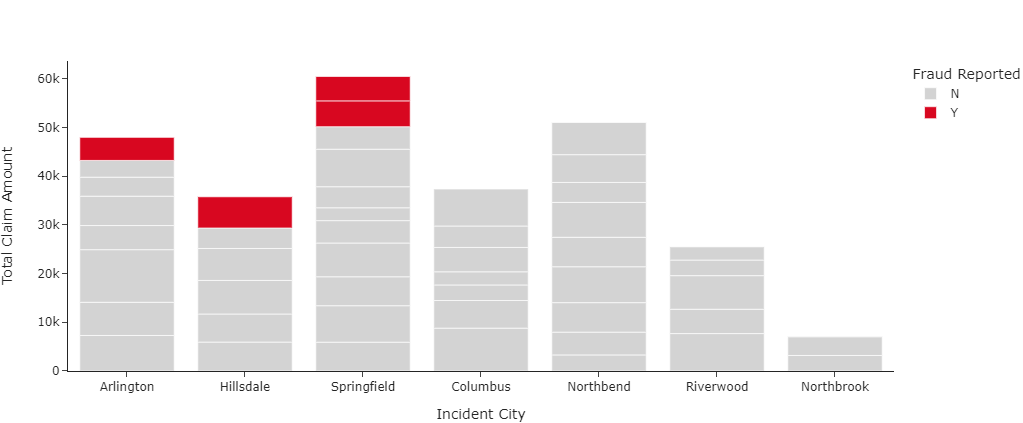 Fraud Reported
N
Y
Total Claim Amount
60k
50k
40k
30k
20k
10k
0
Arlington Hillsdale Springfield Columbus Northbend Riverwood Northbrook
Incident City